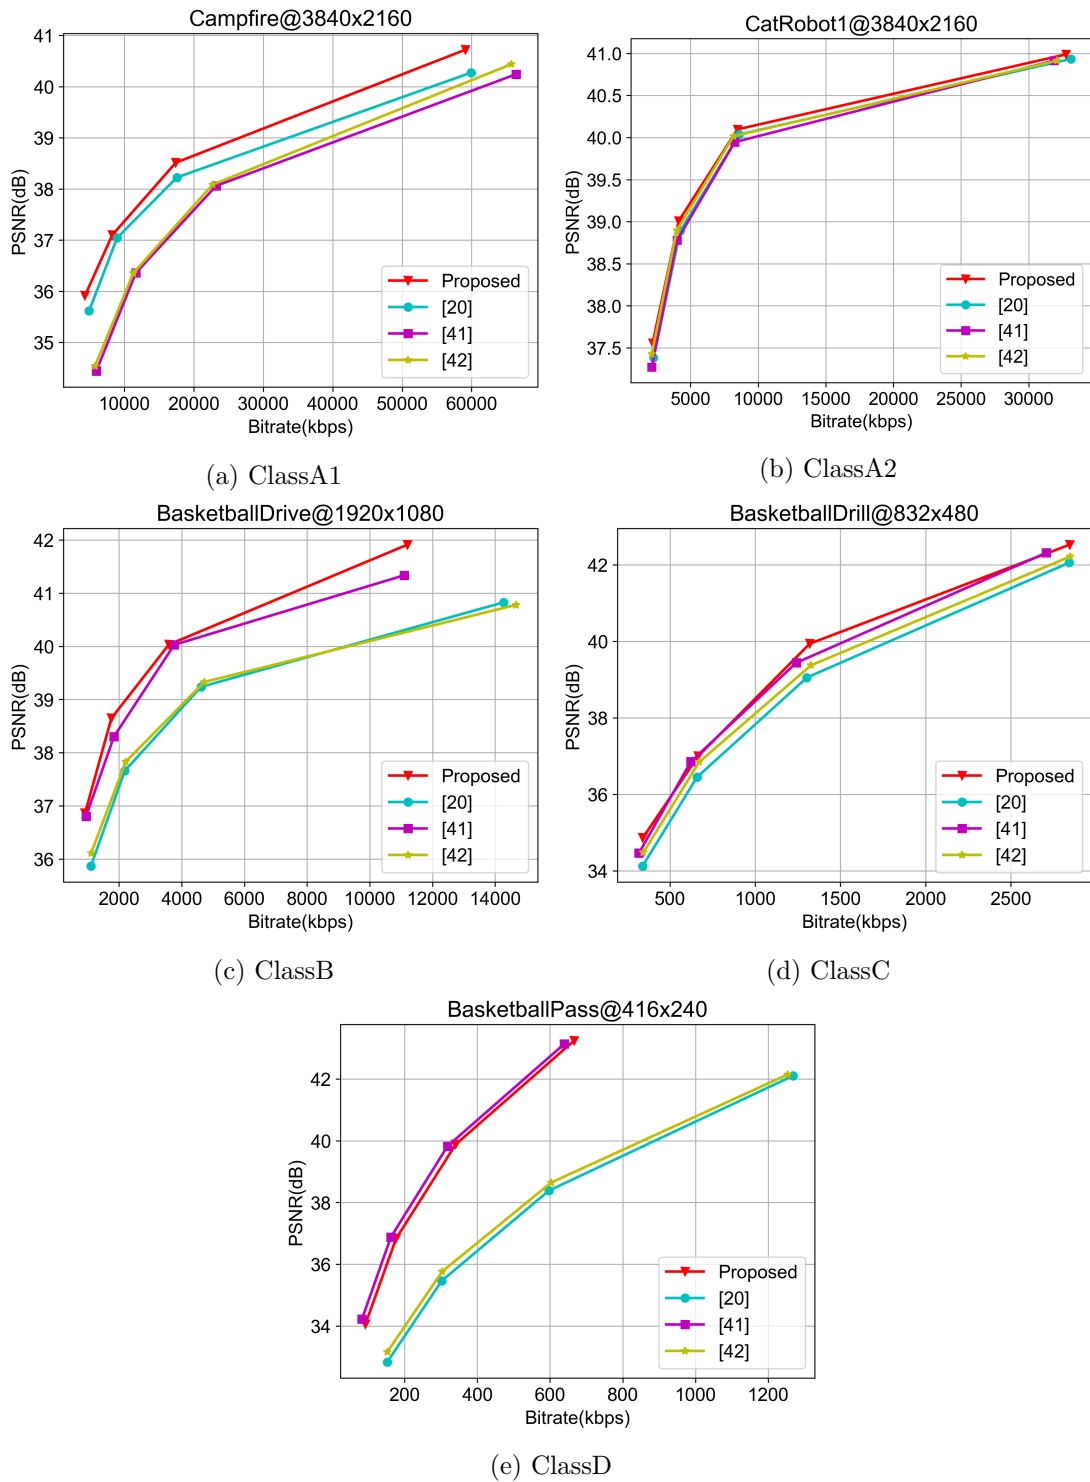 Campfire@3840x2160
41
40
39
38
37
36
35
PSNR(dB)
10000 20000 30000 40000 50000 60000
Bitrate(kbps)
Proposed
[20]
[41]
[42]
(a) ClassA1
CatRobot1@3840x2160
41.0
40.5
40.0
39.5
39.0
38.5
38.0
37.5
PSNR(dB)
5000 10000 15000 20000 25000 30000
Bitrate(kbps)
Proposed
[20]
[41]
[42]
(b) ClassA2
BasketballDrive@1920x1080
42
41
40
39
38
37
36
PSNR(dB)
2000 4000 6000 8000 10000 12000 14000
Bitrate(kbps)
Proposed
[20]
[41]
[42]
(c) ClassB
BasketballDrill@832x480
42
40
38
36
34
PSNR(dB)
500 1000 1500 2000 2500
Bitrate(kbps)
Proposed
[20]
[41]
[42]
(d) ClassC
BasketballPass@416x240
42
40
38
36
34
PSNR(dB)
200 400 600 800 1000 1200
Bitrate(kbps)
Proposed
[20]
[41]
[42]
(e) ClassD